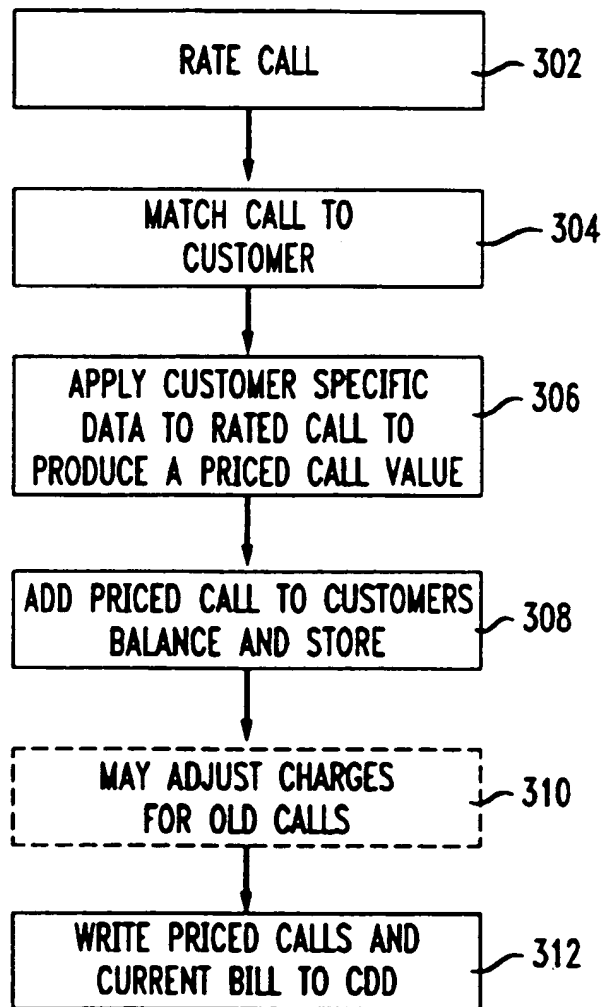 RATE CALL
302
MATCH CALL TO
CUSTOMER
304
APPLY CUSTOMER SPECIFIC
DATA TO RATED CALL TO
PRODUCE A PRICED CALL VALUE
306
ADD PRICED CALL TO CUSTOMERS
BALANCE AND STORE
308
MAY ADJUST CHARGES
FOR OLD CALLS
310
WRITE PRICED CALLS AND
CURRENT BILL TO CDD
312